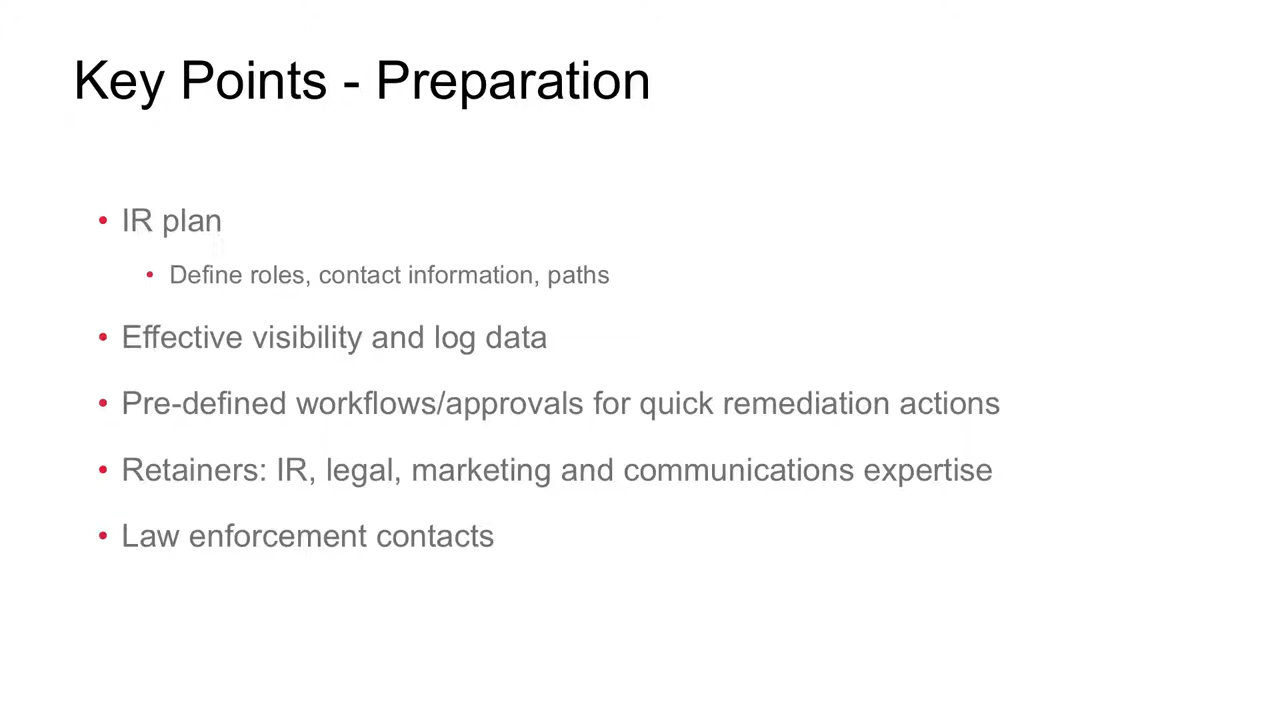 Key Points - Preparation
• IR plan
• Define roles, contact information, paths
• Effective visibility and log data
• Pre-defined workflows/approvals for quick remediation actions
• Retainers: IR, legal, marketing and communications expertise
• Law enforcement contacts